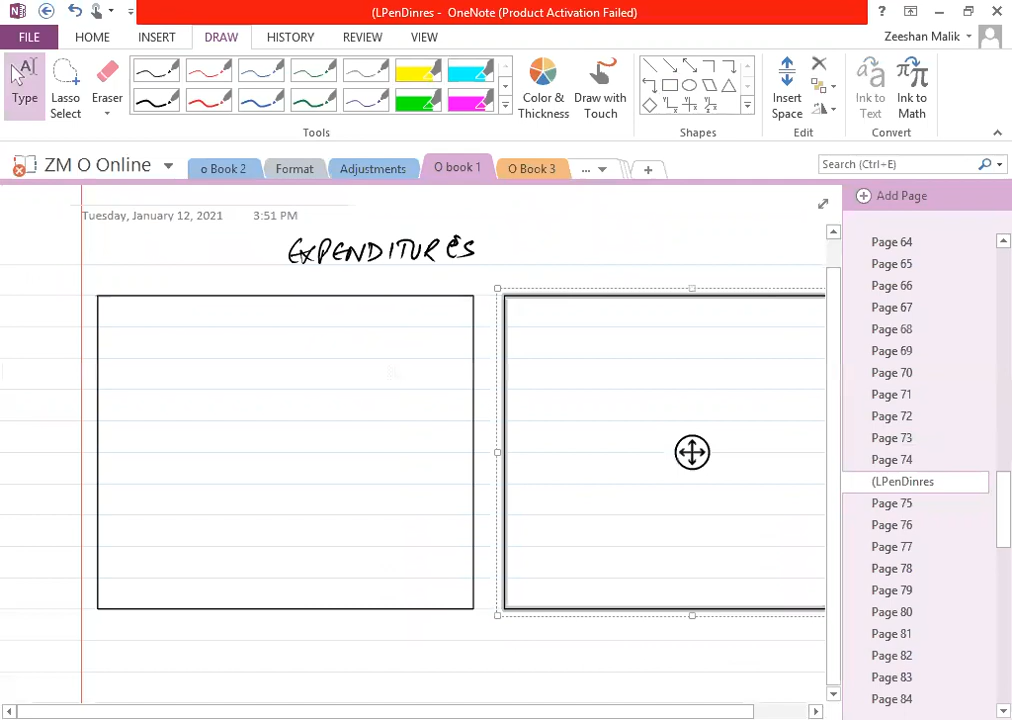 (LPenDinres - OneNote (Product Activation Failed)
?
FILE
HOME
INSERT
DRAW
HISTORY
REVIEW
VIEW
Zeeshan Malik
Type
Lasso
Select
Eraser
Color &
Thickness
Draw with
Touch
Insert
Space
Ink to
Text
Ink to
Math
Tools
Shapes
Edit
Convert
ZM O Online
o Book 2
Format
Adjustments
O book 1
O Book 3
...
Search (Ctrl+E)
Tuesday, January 12, 2021
3:51 PM
EXPENDITURES
Add Page
Page 64
Page 65
Page 66
Page 67
Page 68
Page 69
Page 70
Page 71
Page 72
Page 73
Page 74
(LPenDinres
Page 75
Page 76
Page 77
Page 78
Page 79
Page 80
Page 81
Page 82
Page 83
Page 84